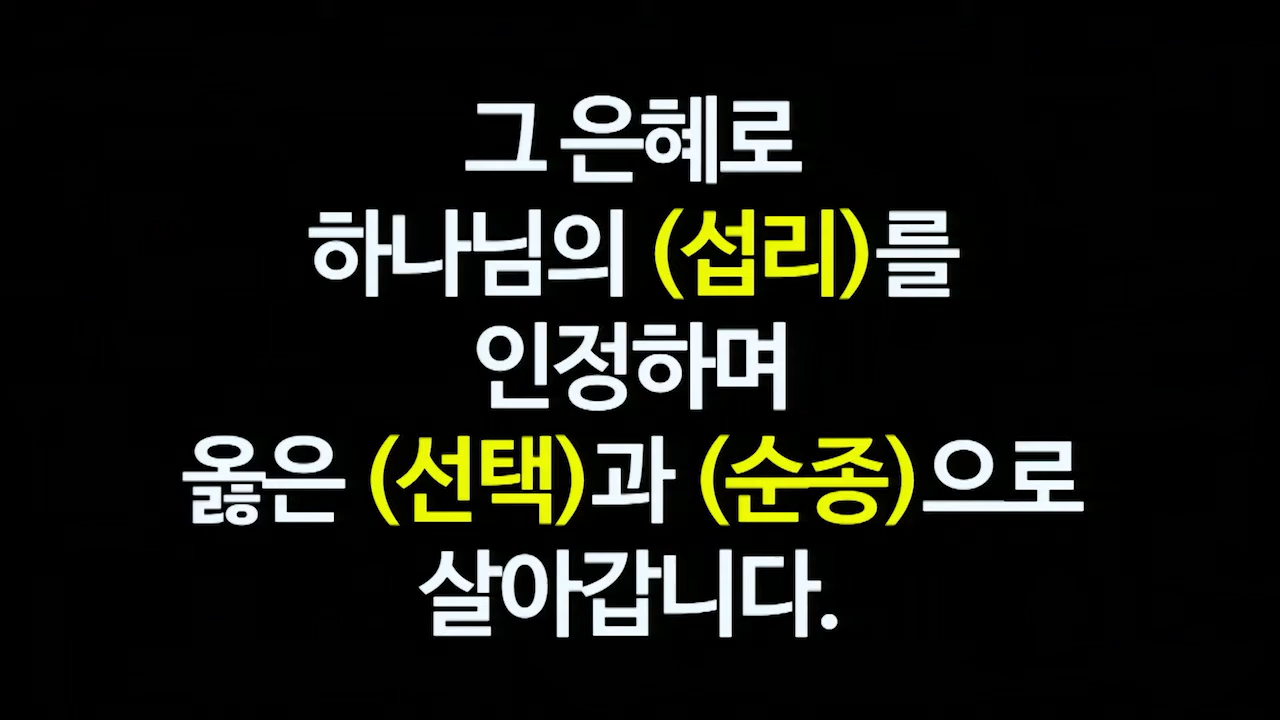 그 은혜로
하나님의 (섭리)를
인정하며
옳은 (선택)과 (순종)으로
살아갑니다.